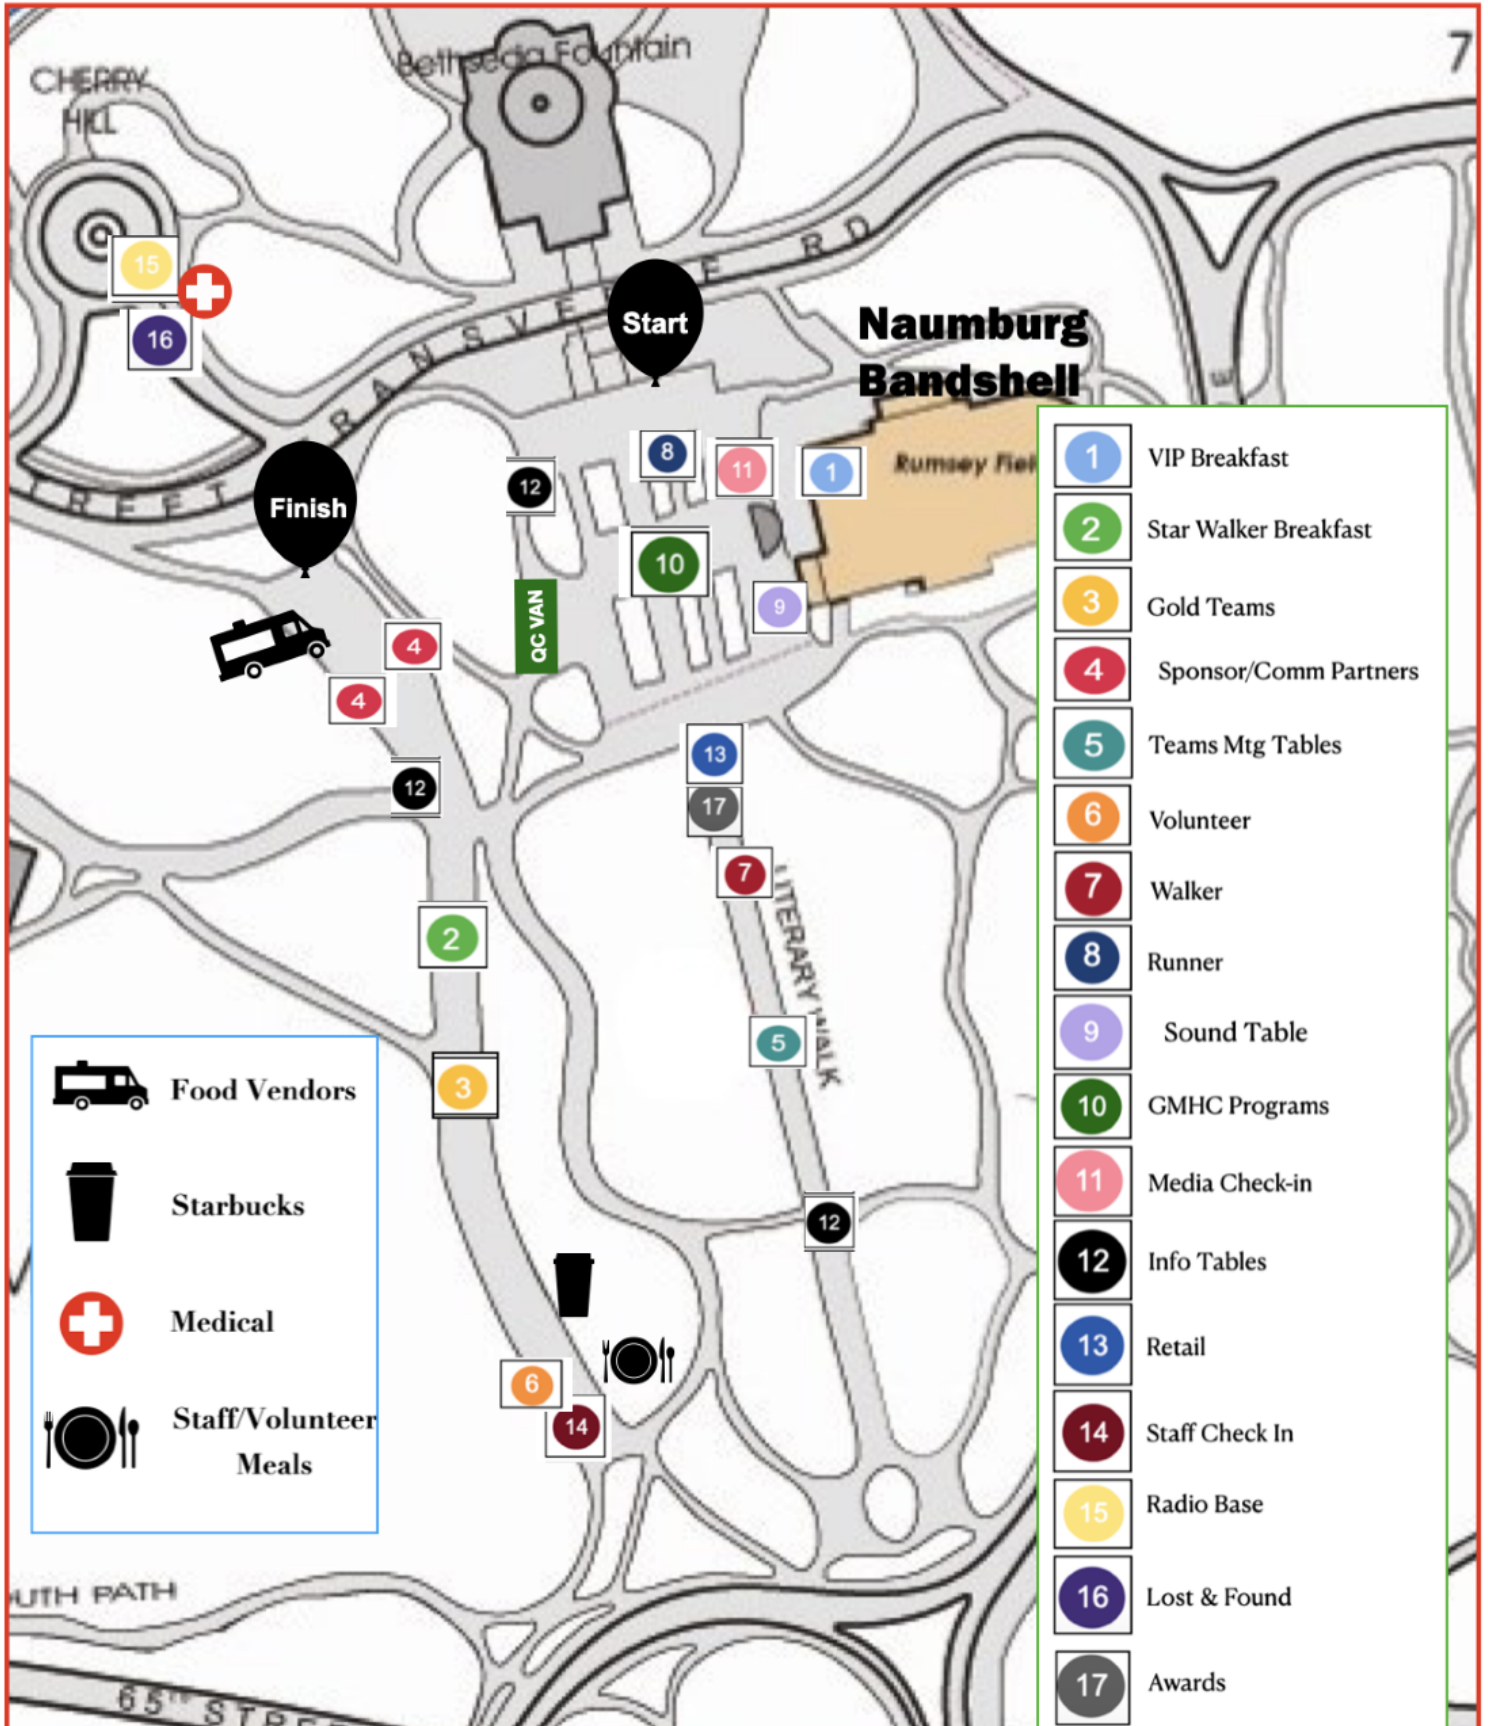 Bethseda Fountain
7
CHERRY
HILL
RANSVE E RD
15
16
Start
Naumburg
Bandshell
Rumsey Fiel
Finish
TREET
8
11
1
12
10
9
QC VAN
4
4
12
13
17
7
LITERARY WALK
2
5
3
12
6
14
Food Vendors
Starbucks
Medical
Staff/Volunteer
Meals
1 VIP Breakfast
2 Star Walker Breakfast
3 Gold Teams
4 Sponsor/Comm Partners
5 Teams Mtg Tables
6 Volunteer
7 Walker
8 Runner
9 Sound Table
10 GMHC Programs
11 Media Check-in
12 Info Tables
13 Retail
14 Staff Check In
15 Radio Base
16 Lost & Found
17 Awards
UTH PATH
65TH STREE